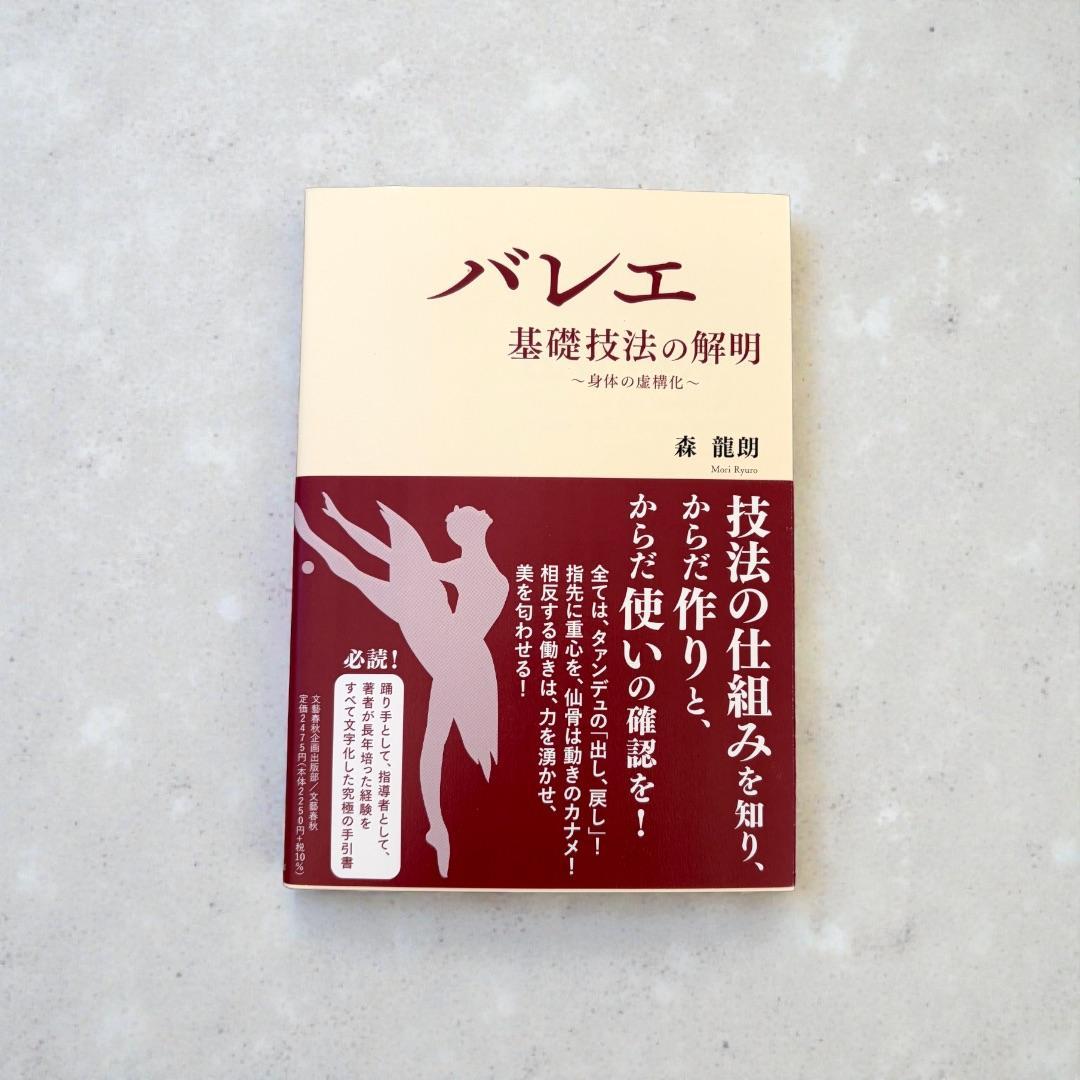 バレエ
基礎技法の解明
～身体の虚構化～
森 龍朗
Mori Ryuro
技法の仕組みを知り、
からだ作りと、
からだ使いの確認を!
全ては、タァンデュの「出し、戻し」!
指先に重心を、仙骨は動きのカナメ!
相反する働きは、力を湧かせ、
美を匂わせる!
必読!
踊り手として、指導者として、
著者が長年培った経験を
すべて文字化した究極の手引書
文藝春秋企画出版部/文藝春秋
定価2475円(本体2250円+税10%)